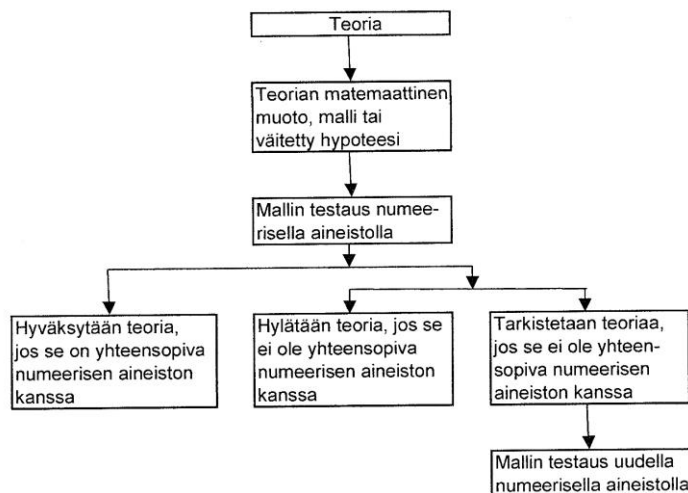 Teoria
Teorian matemaattinen
muoto, malli tai
väitetty hypoteesi
Mallin testaus numee-
risella aineistolla
Hyväksytään teoria,
jos se on yhteensopiva
numeerisen aineiston
kanssa
Hylätään teoria, jos se
ei ole yhteensopiva
numeerisen aineiston
kanssa
Tarkistetaan teoriaa,
jos se ei ole yhteen-
sopiva numeerisen
aineiston kanssa
Mallin testaus uudella
numeerisella aineistolla